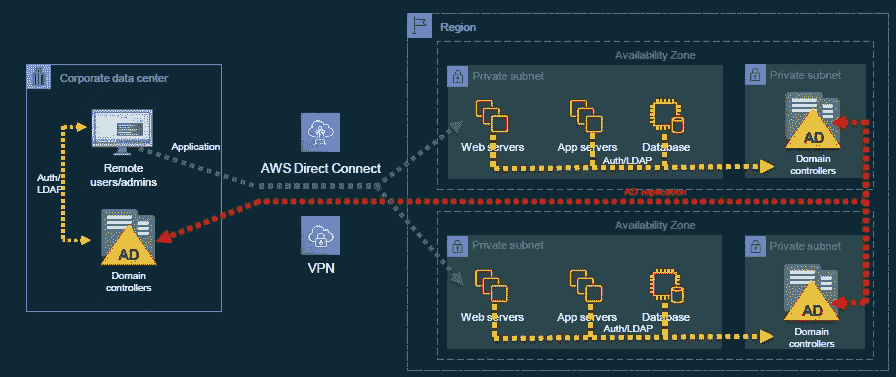 Region
Availability Zone
Corporate data center
Private subnet
Private subnet
Application
Web servers
App servers
Database
AD
Auth/LDAP
Domain
controllers
Remote
users/admins
AWS Direct Connect
Auth/
LDAP
AD replication
AD
Domain
controllers
VPN
Availability Zone
Private subnet
Private subnet
Web servers
App servers
Database
AD
Auth/LDAP
Domain
controllers